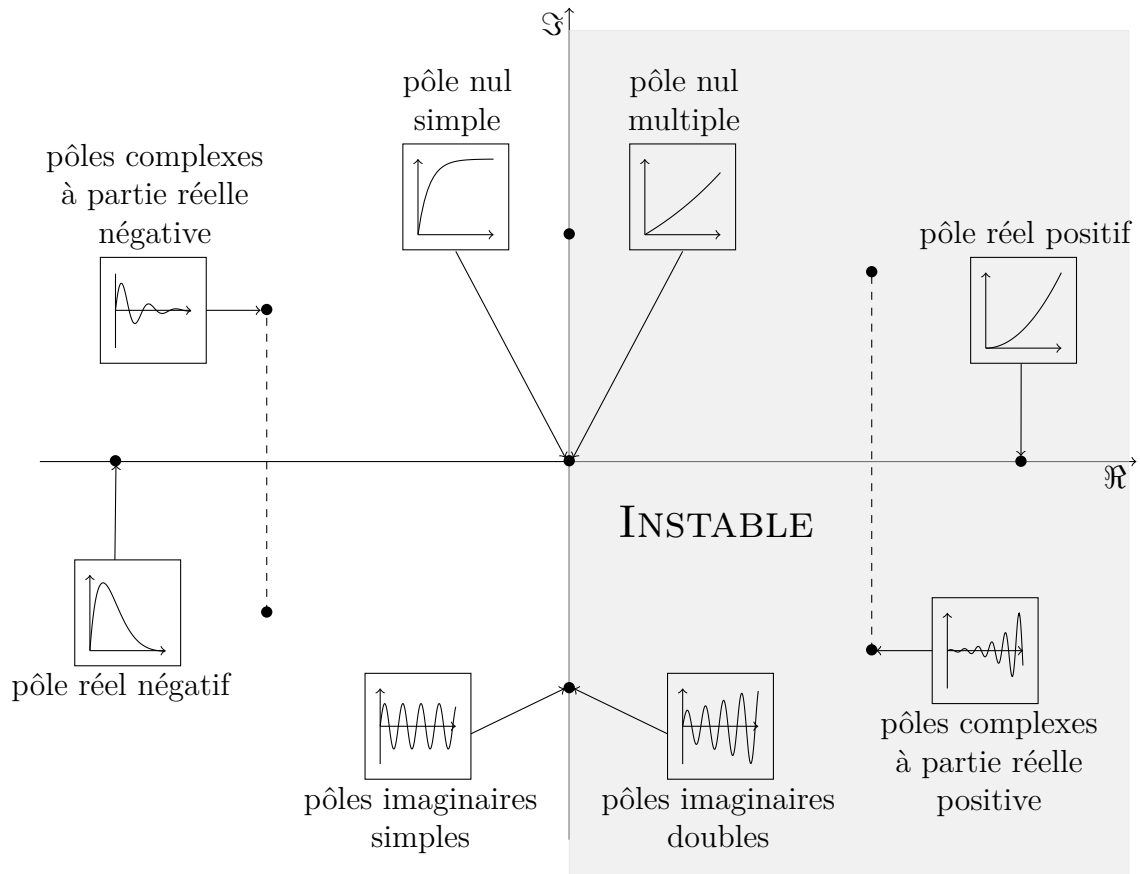 ℑ
pôle nul
simple
pôle nul
multiple
pôles complexes
à partie réelle
négative
pôle réel positif
ℜ
INSTABLE
pôle réel négatif
pôles imaginaires
simples
pôles imaginaires
doubles
pôles complexes
à partie réelle
positive